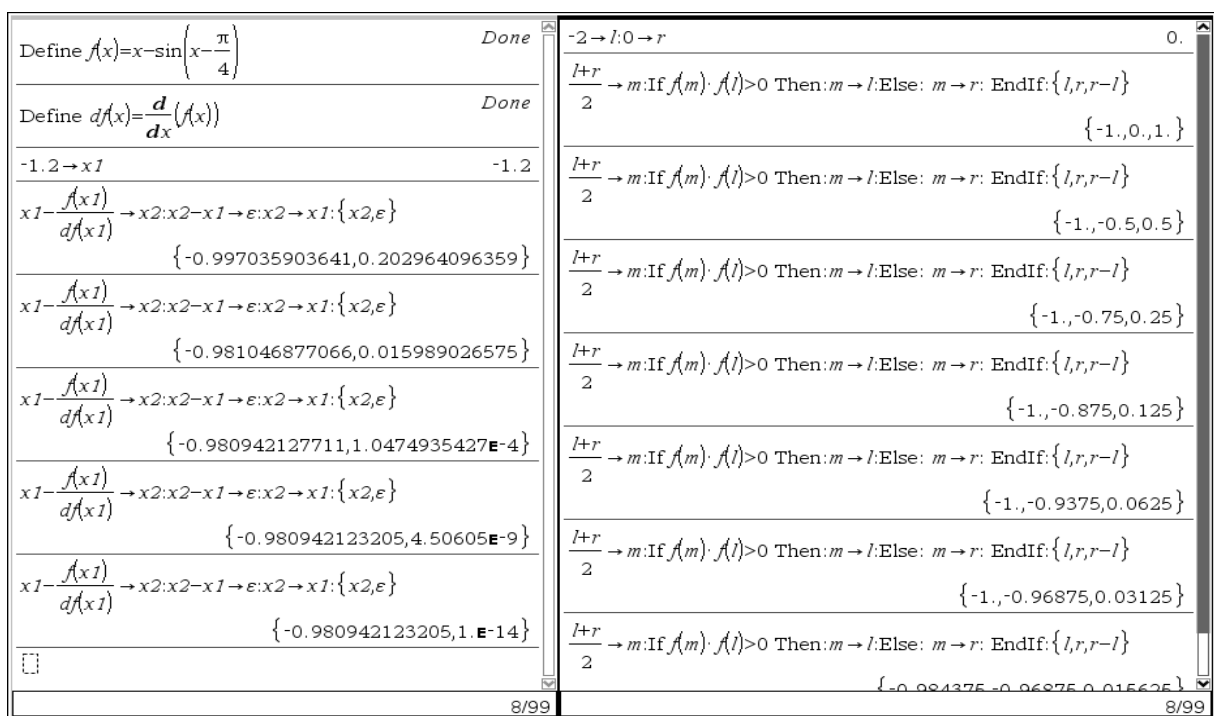 Define f(x)=x−sin(x−π/4) Done
Define df(x)=d/dx(f(x)) Done
-1.2→x1 -1.2
x1−f(x1)/df(x1)→x2:x2−x1→ε:x2→x1:{x2,ε}
{-0.997035903641,0.202964096359}
x1−f(x1)/df(x1)→x2:x2−x1→ε:x2→x1:{x2,ε}
{-0.981046877066,0.015989026575}
x1−f(x1)/df(x1)→x2:x2−x1→ε:x2→x1:{x2,ε}
{-0.980942127711,1.0474935427E-4}
x1−f(x1)/df(x1)→x2:x2−x1→ε:x2→x1:{x2,ε}
{-0.980942123205,4.50605E-9}
x1−f(x1)/df(x1)→x2:x2−x1→ε:x2→x1:{x2,ε}
{-0.980942123205,1.E-14}
8/99
-2→l:0→r 0.
(l+r)/2→m:If f(m)·f(l)>0 Then:m→l:Else: m→r: EndIf:{l,r,r−l}
{-1.,0.,1.}
(l+r)/2→m:If f(m)·f(l)>0 Then:m→l:Else: m→r: EndIf:{l,r,r−l}
{-1.,-0.5,0.5}
(l+r)/2→m:If f(m)·f(l)>0 Then:m→l:Else: m→r: EndIf:{l,r,r−l}
{-1.,-0.75,0.25}
(l+r)/2→m:If f(m)·f(l)>0 Then:m→l:Else: m→r: EndIf:{l,r,r−l}
{-1.,-0.875,0.125}
(l+r)/2→m:If f(m)·f(l)>0 Then:m→l:Else: m→r: EndIf:{l,r,r−l}
{-1.,-0.9375,0.0625}
(l+r)/2→m:If f(m)·f(l)>0 Then:m→l:Else: m→r: EndIf:{l,r,r−l}
{-1.,-0.96875,0.03125}
(l+r)/2→m:If f(m)·f(l)>0 Then:m→l:Else: m→r: EndIf:{l,r,r−l}
{-0.984375,-0.96875,0.015625}
8/99